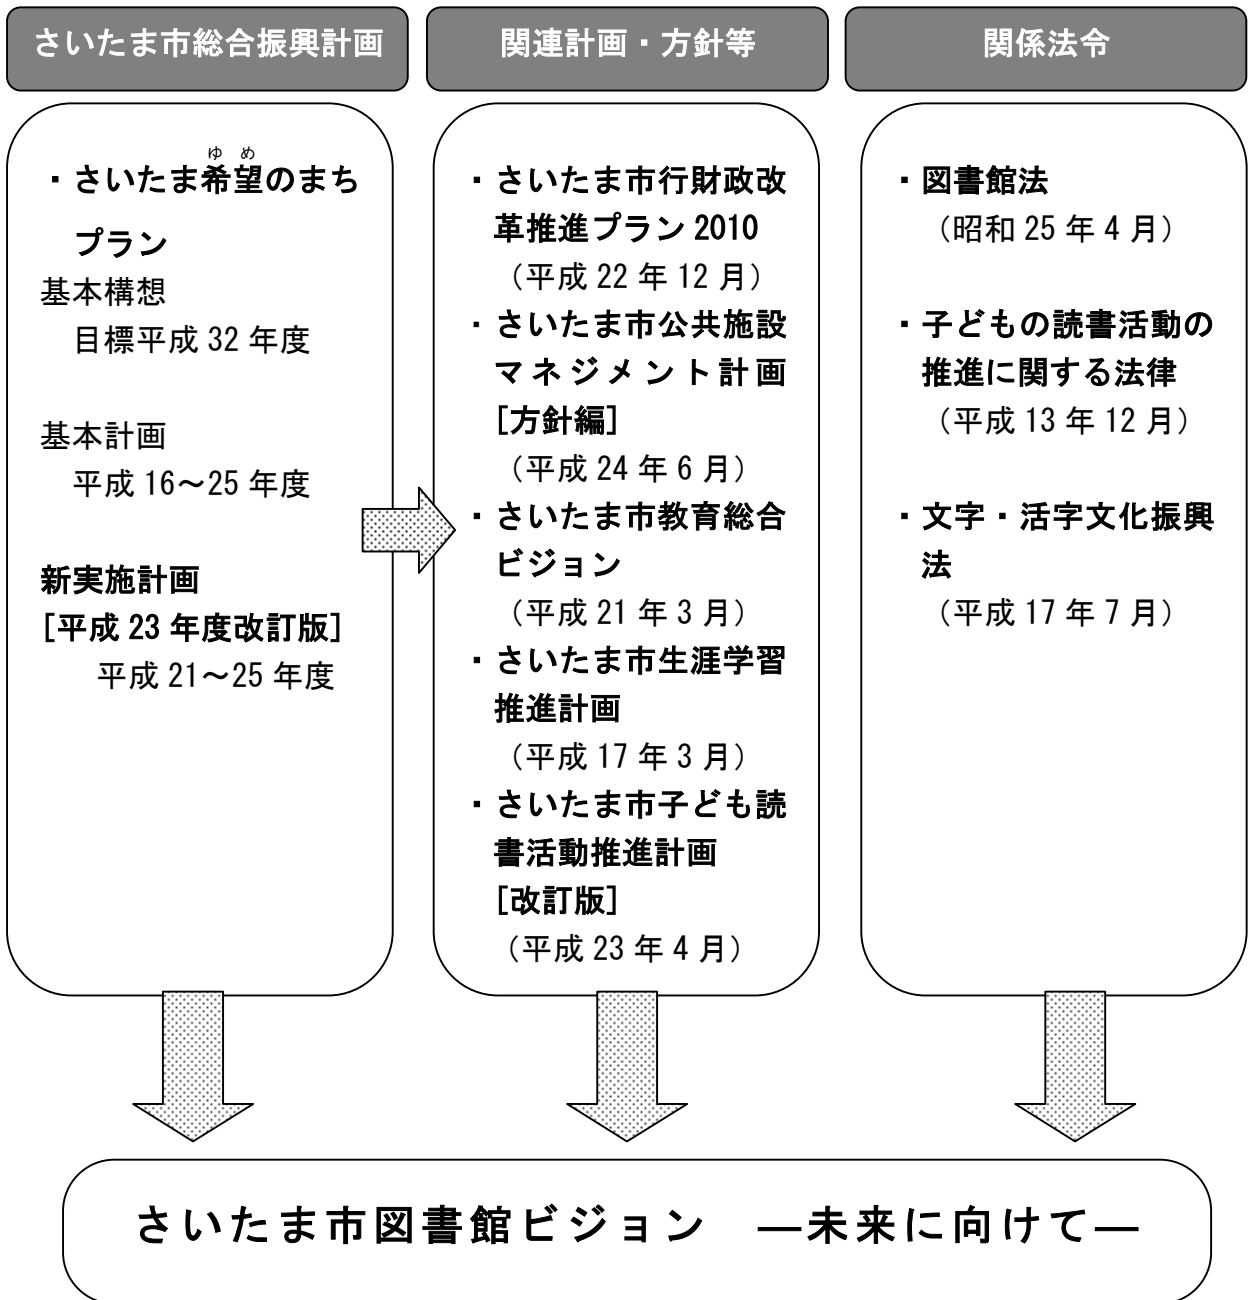 さいたま市総合振興計画
関連計画・方針等
関係法令
ゆめ
・さいたま希望のまち
プラン
基本構想
目標平成 32 年度
基本計画
平成 16～25 年度
新実施計画
[平成 23 年度改訂版]
平成 21～25 年度
・さいたま市行財政改
革推進プラン 2010
（平成 22 年 12 月）
・さいたま市公共施設
マネジメント計画
[方針編]
（平成 24 年 6 月）
・さいたま市教育総合
ビジョン
（平成 21 年 3 月）
・さいたま市生涯学習
推進計画
（平成 17 年 3 月）
・さいたま市子ども読
書活動推進計画
[改訂版]
（平成 23 年 4 月）
・図書館法
（昭和 25 年 4 月）
・子どもの読書活動の
推進に関する法律
（平成 13 年 12 月）
・文字・活字文化振興
法
（平成 17 年 7 月）
さいたま市図書館ビジョン　―未来に向けて―